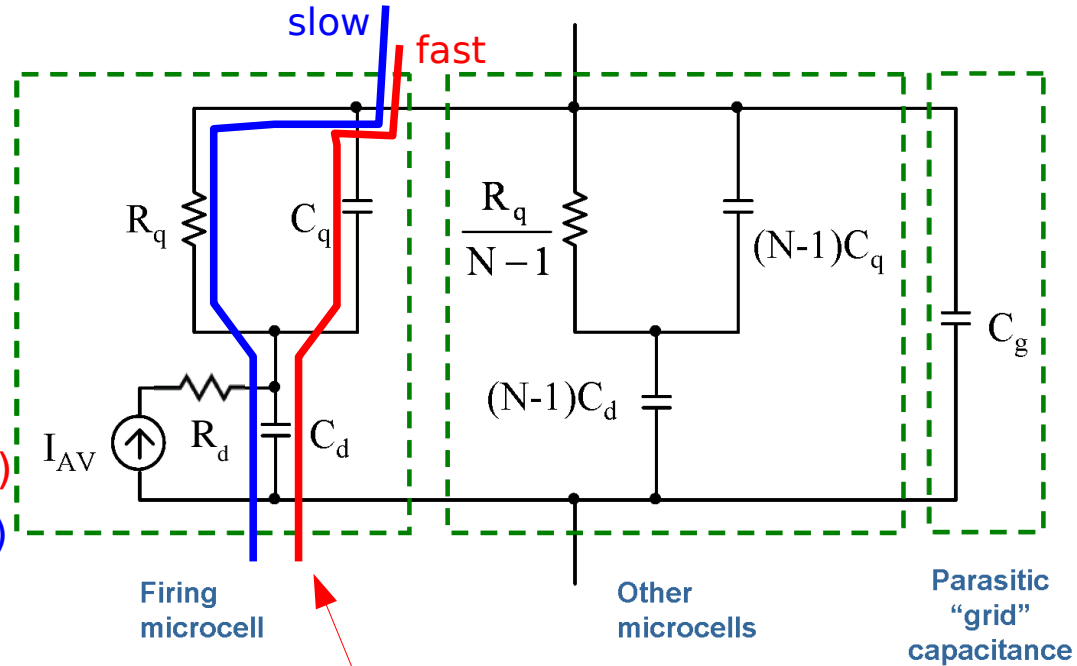 slow
fast
R_q
C_q
R_q
N − 1
(N-1)C_q
C_g
(N-1)C_d
I_AV
R_d
C_d
)
)
Firing
microcell
Other
microcells
Parasitic
“grid”
capacitance